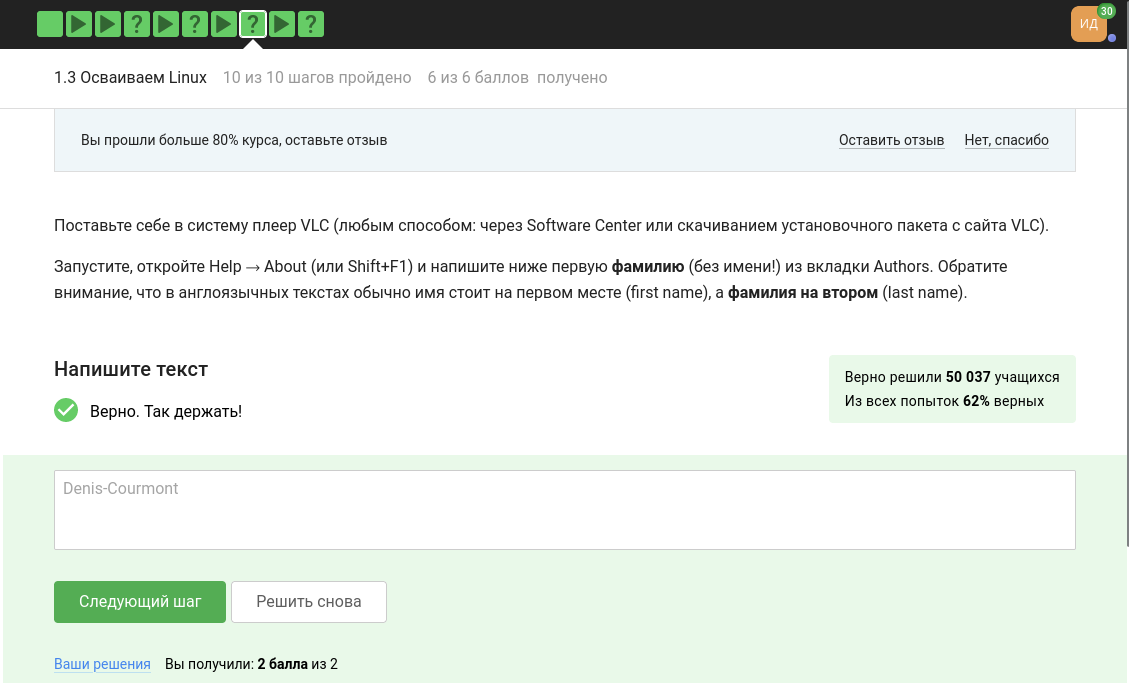 ? ? ? ?
ИД
30
1.3 Осваиваем Linux 10 из 10 шагов пройдено 6 из 6 баллов получено
Вы прошли больше 80% курса, оставьте отзыв Оставить отзыв Нет, спасибо
Поставьте себе в систему плеер VLC (любым способом: через Software Center или скачиванием установочного пакета с сайта VLC).
Запустите, откройте Help → About (или Shift+F1) и напишите ниже первую фамилию (без имени!) из вкладки Authors. Обратите
внимание, что в англоязычных текстах обычно имя стоит на первом месте (first name), а фамилия на втором (last name).
Напишите текст
Верно. Так держать!
Верно решили 50 037 учащихся
Из всех попыток 62% верных
Denis-Courmont
Следующий шаг Решить снова
Ваши решения Вы получили: 2 балла из 2